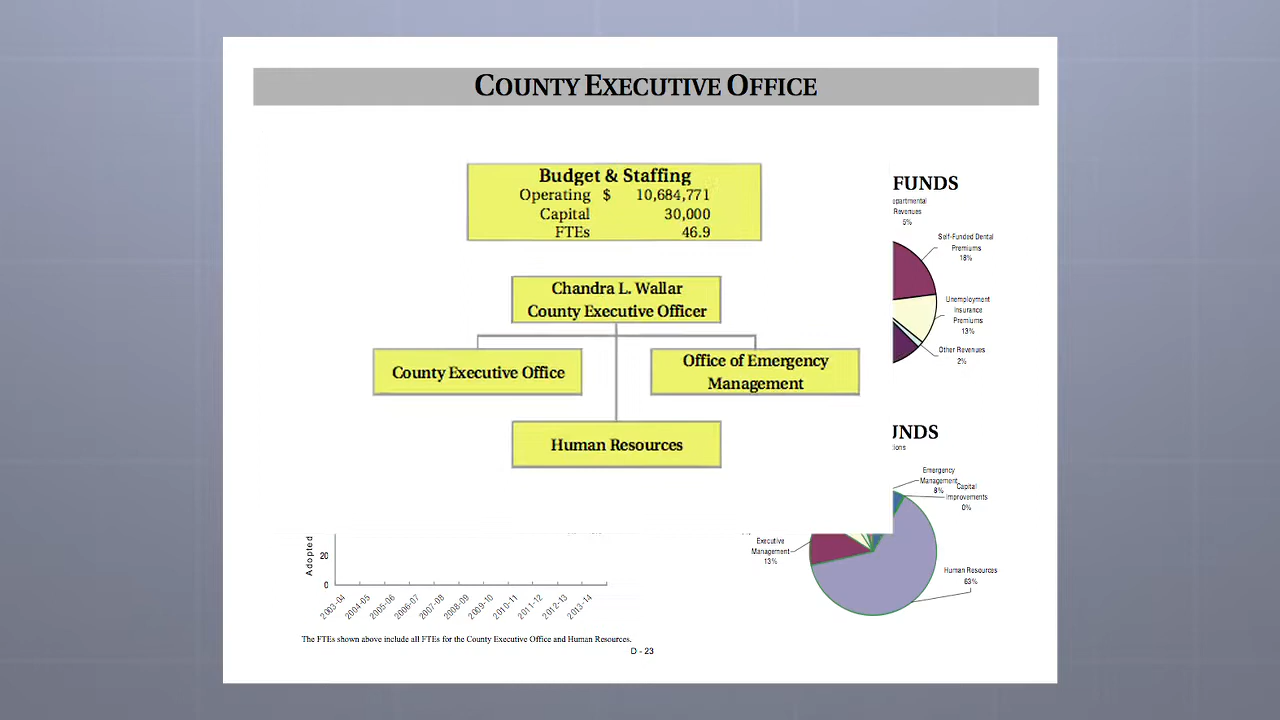 COUNTY EXECUTIVE OFFICE
Budget & Staffing
Operating $ 10,684,771
Capital 30,000
FTEs 46.9
Chandra L. Wallar
County Executive Officer
County Executive Office
Office of Emergency
Management
Human Resources
FUNDS
Revenues
5%
Self-Funded Dental
Premiums
18%
Unemployment
Insurance
Premiums
13%
Other Revenues
2%
UNDS
Emergency
Management
8%
Capital
Improvements
0%
Executive
Management
13%
Human Resources
63%
Adopted
20
0
2003-04
2004-05
2005-06
2006-07
2007-08
2008-09
2009-10
2010-11
2011-12
2012-13
2013-14
The FTEs shown above include all FTEs for the County Executive Office and Human Resources.
D - 23